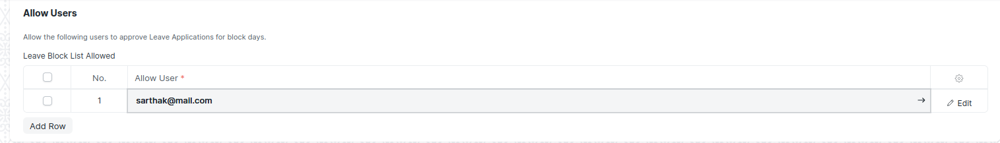 Allow Users
Allow the following users to approve Leave Applications for block days.
Leave Block List Allowed
No. Allow User *
1 sarthak@mail.com → Edit
Add Row